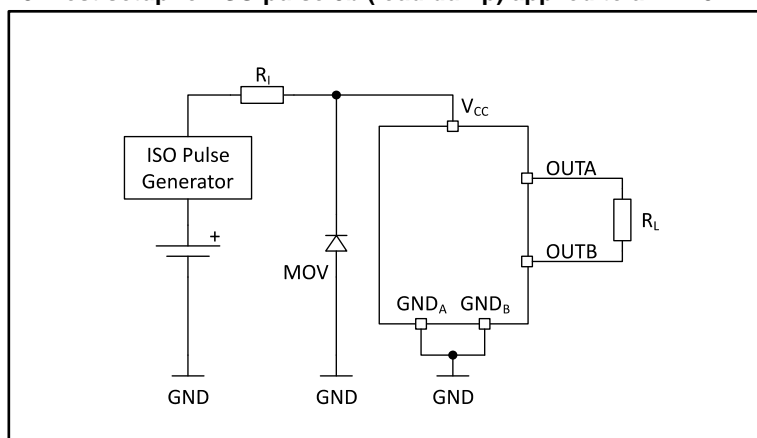 R_I
V_CC
ISO Pulse
Generator
OUTA
+
R_L
MOV
OUTB
GND_A GND_B
GND
GND
GND